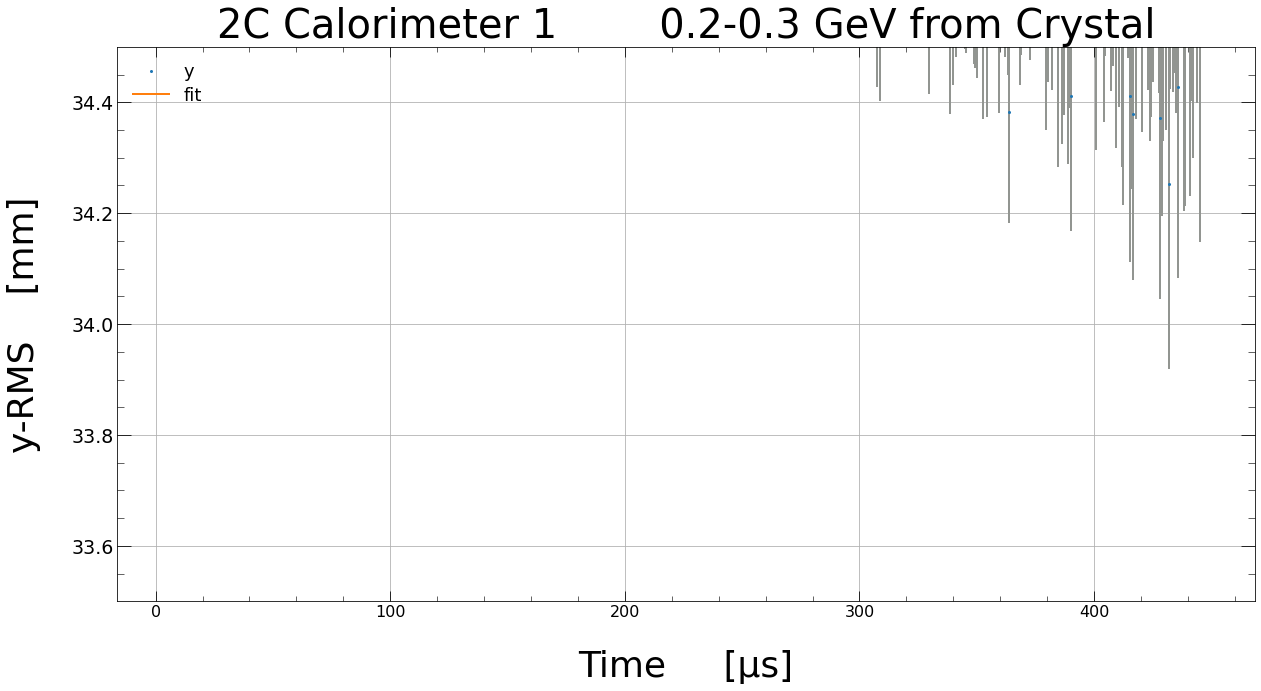 2C Calorimeter 1 0.2-0.3 GeV from Crystal
y
fit
34.4
34.2
34.0
33.8
33.6
y-RMS [mm]
0 100 200 300 400
Time [μs]